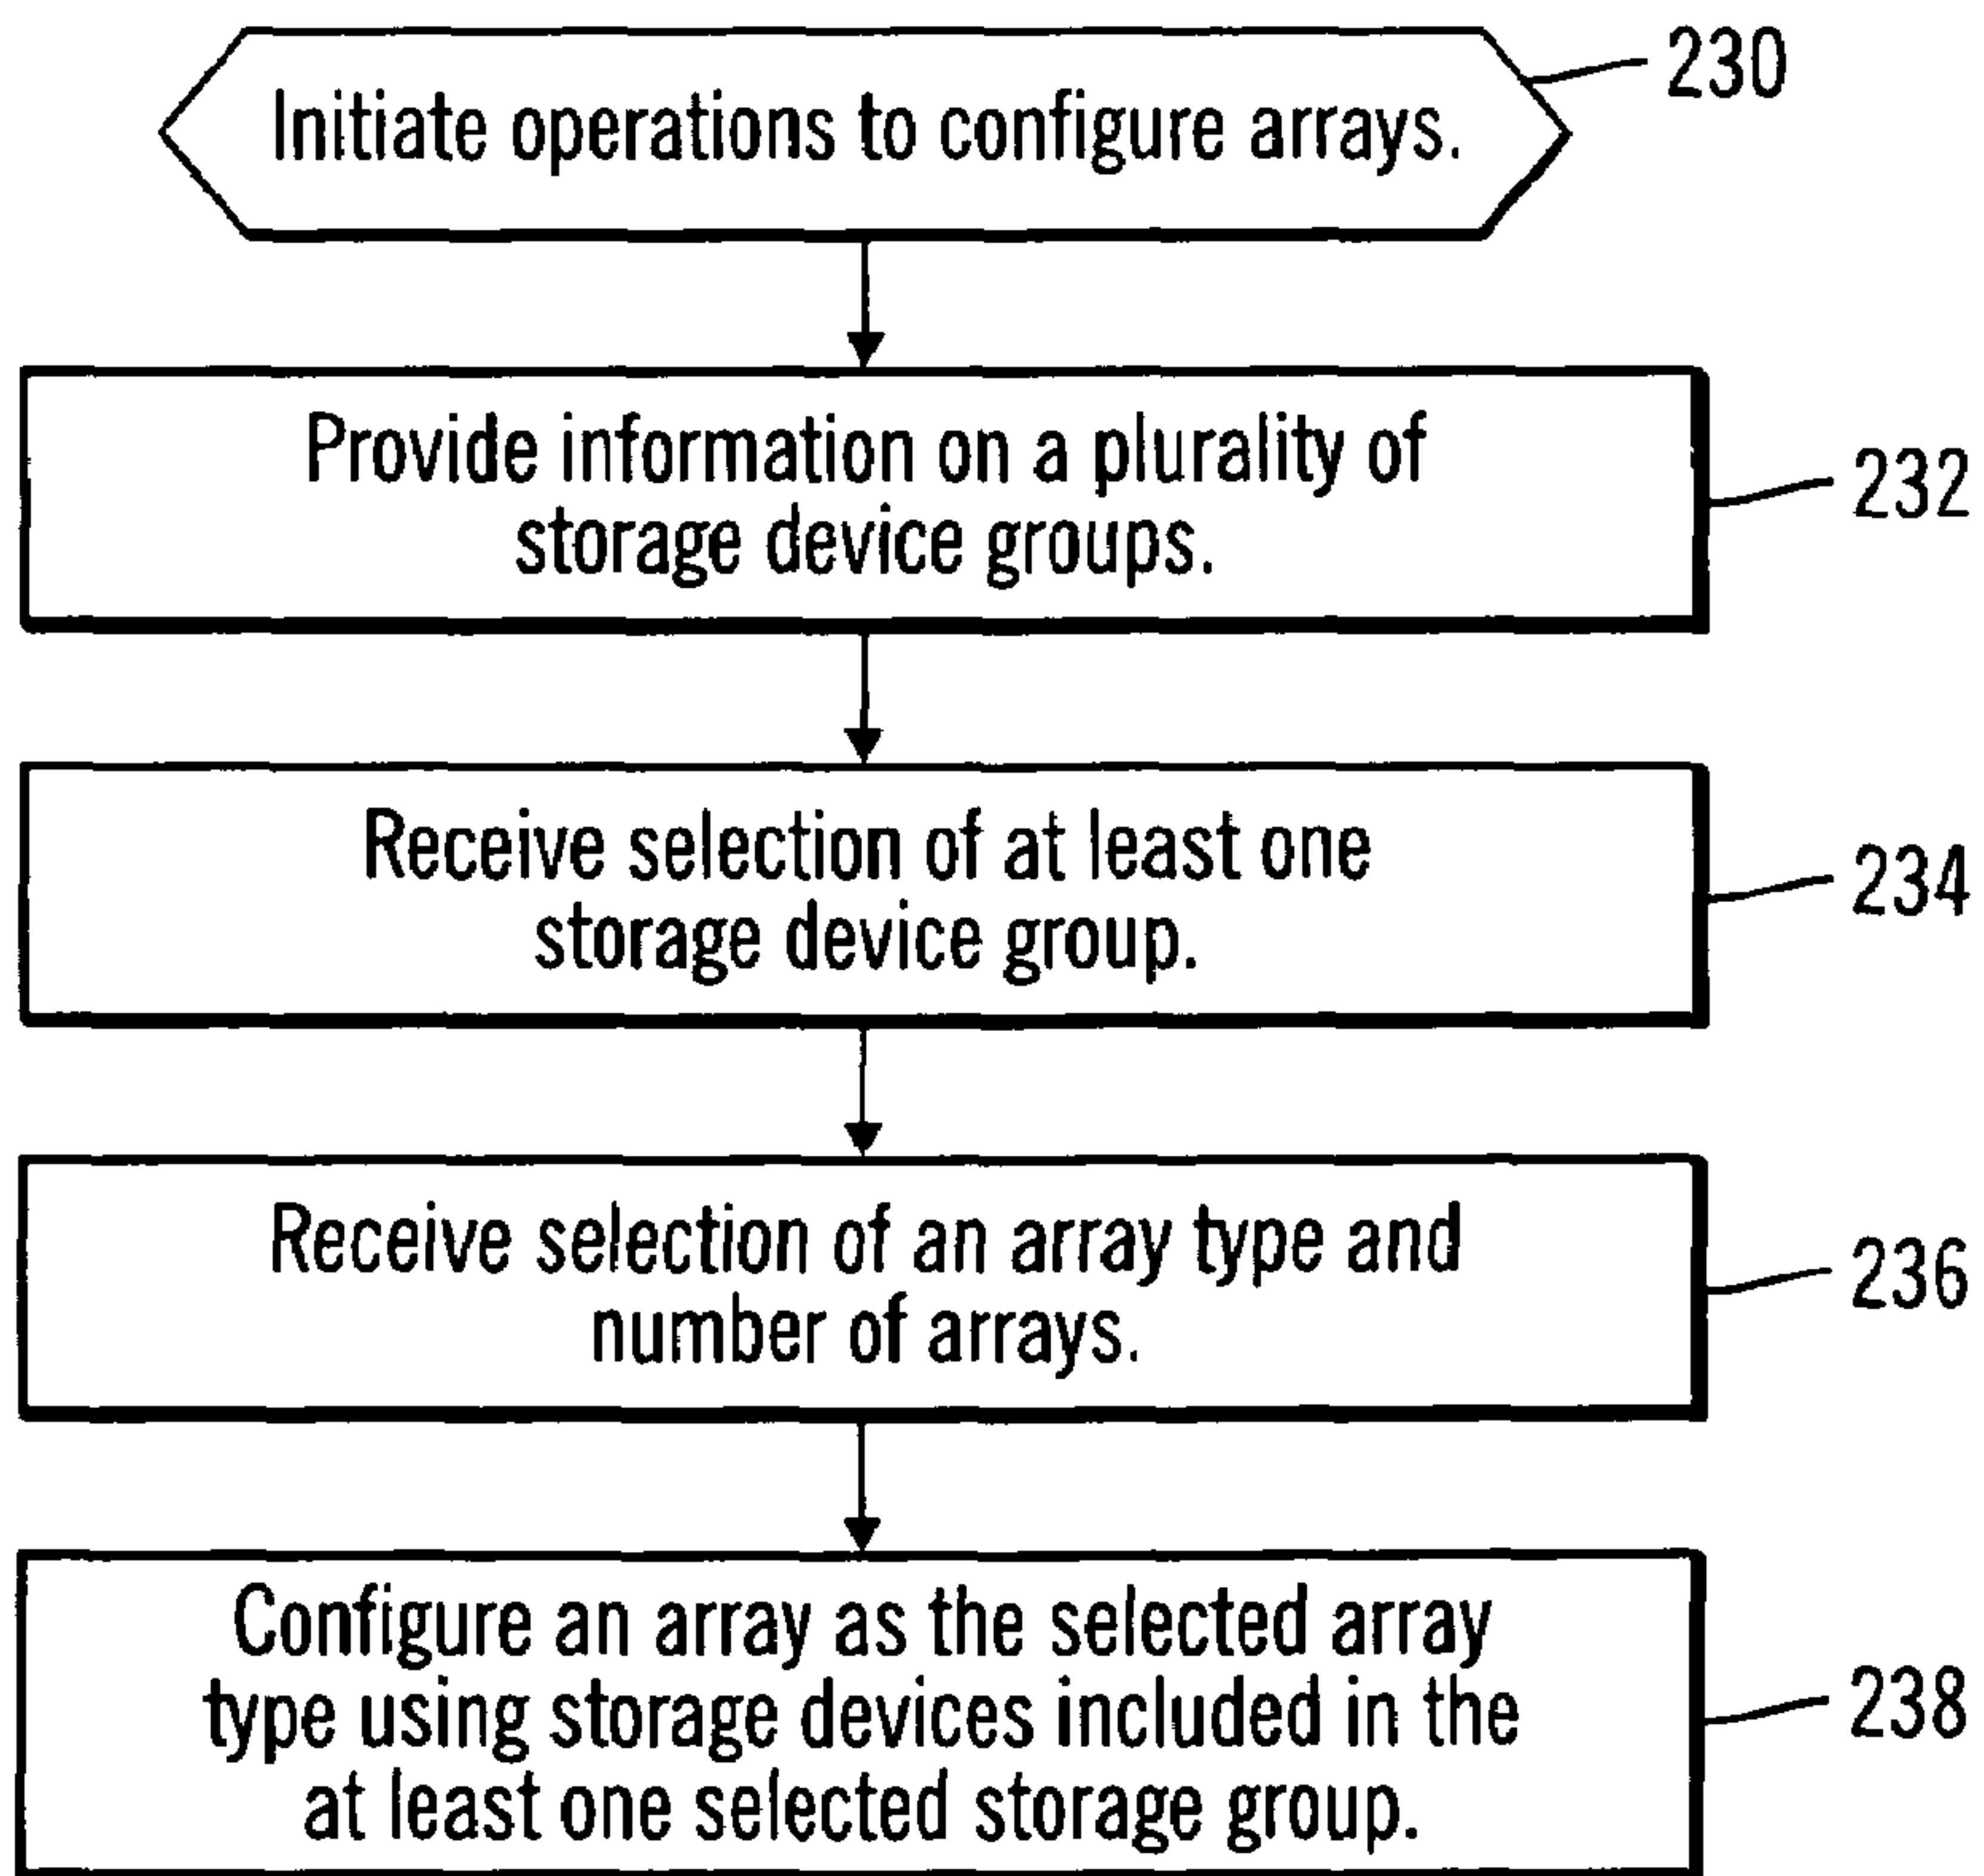 Initiate operations to configure arrays.
230
Provide information on a plurality of
storage device groups.
232
Receive selection of at least one
storage device group.
234
Receive selection of an array type and
number of arrays.
236
Configure an array as the selected array
type using storage devices included in the
at least one selected storage group.
238